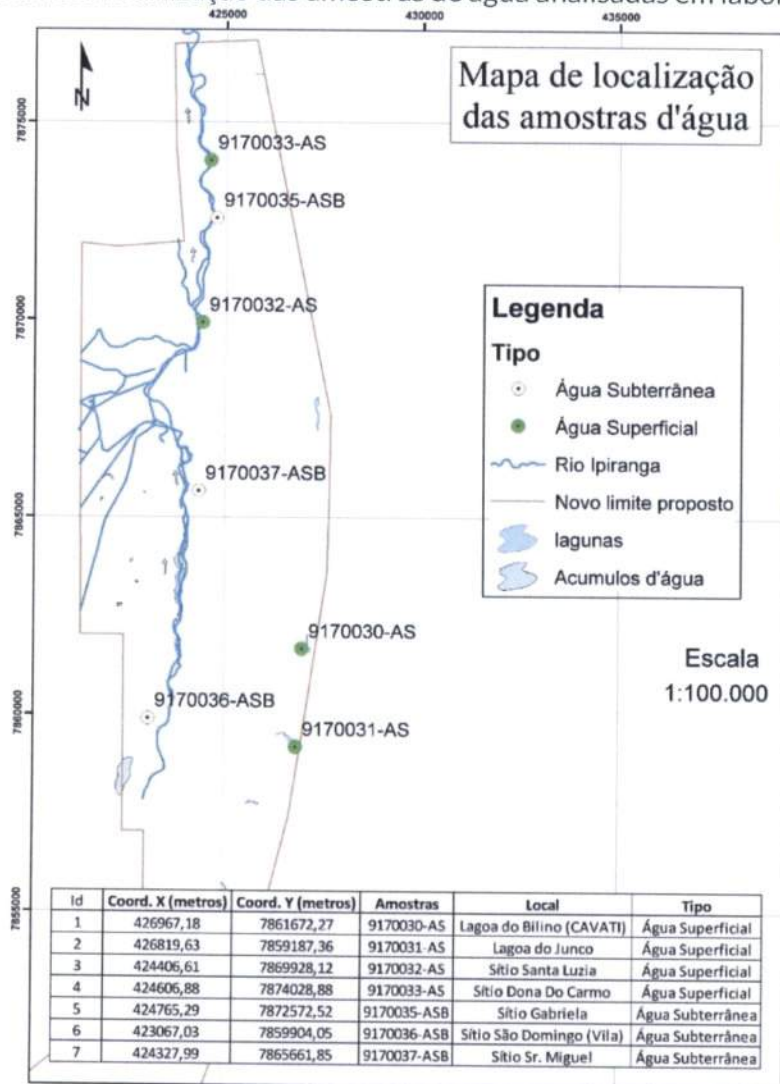 das amostras de água analisadas em labor
425000 430000 435000
N
Mapa de localização
das amostras d'água
7875000
9170033-AS
9170035-ASB
7870000
9170032-AS
9170037-ASB
7865000
9170030-AS
7860000
9170036-ASB
9170031-AS
Legenda
Tipo
Água Subterrânea
Água Superficial
Rio Ipiranga
Novo limite proposto
lagunas
Acumulos d'água
Escala
1:100.000
7855000
Id Coord. X (metros) Coord. Y (metros) Amostras Local Tipo
1 426967,18 7861672,27 9170030-AS Lagoa do Bilino (CAVATI) Água Superficial
2 426819,63 7859187,36 9170031-AS Lagoa do Junco Água Superficial
3 424406,61 7869928,12 9170032-AS Sítio Santa Luzia Água Superficial
4 424606,88 7874028,88 9170033-AS Sítio Dona Do Carmo Água Superficial
5 424765,29 7872572,52 9170035-ASB Sítio Gabriela Água Subterrânea
6 423067,03 7859904,05 9170036-ASB Sítio São Domingo (Vila) Água Subterrânea
7 424327,99 7865661,85 9170037-ASB Sítio Sr. Miguel Água Subterrânea